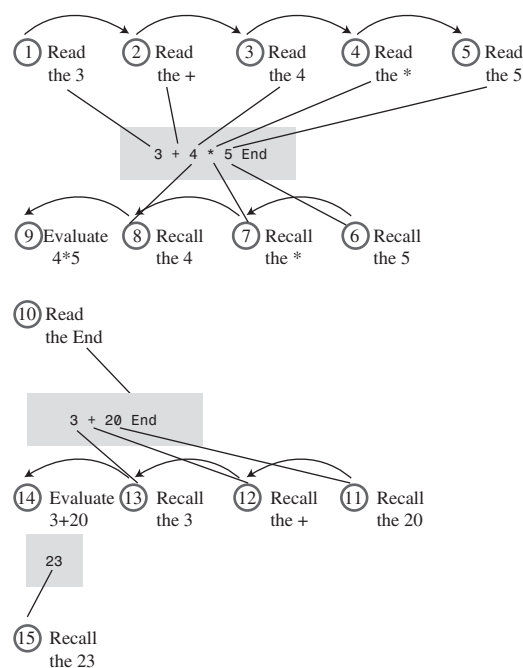 1 Read the 3
2 Read the +
3 Read the 4
4 Read the *
5 Read the 5
3 + 4 * 5 End
9 Evaluate 4*5
8 Recall the 4
7 Recall the *
6 Recall the 5
10 Read the End
3 + 20 End
14 Evaluate 3+20
13 Recall the 3
12 Recall the +
11 Recall the 20
23
15 Recall the 23